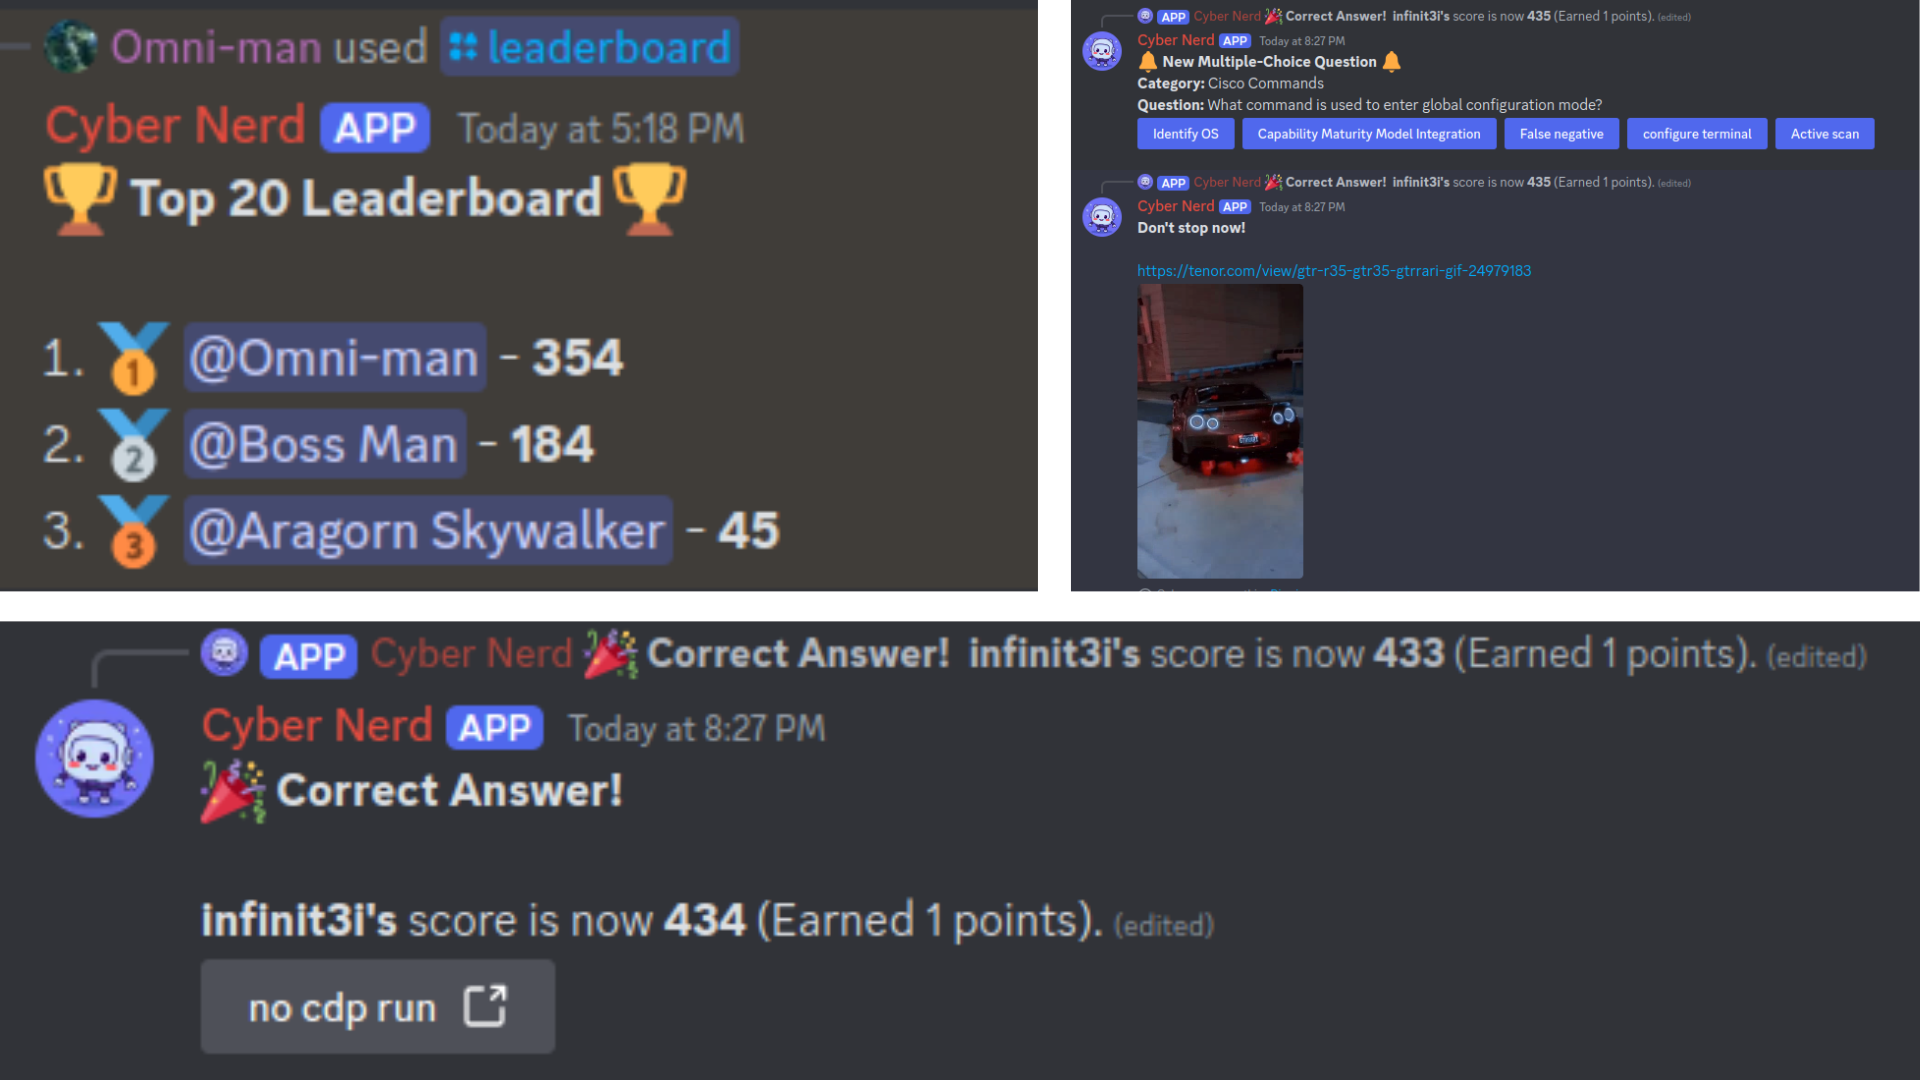 Omni-man used leaderboard
Cyber Nerd APP Today at 5:18 PM
🏆 Top 20 Leaderboard 🏆
1. 🥇 @Omni-man - 354
2. 🥈 @Boss Man - 184
3. 🥉 @Aragorn Skywalker - 45
APP Cyber Nerd 🎉 Correct Answer! infinit3i's score is now 435 (Earned 1 points). (edited)
Cyber Nerd APP Today at 8:27 PM
🔔 New Multiple-Choice Question 🔔
Category: Cisco Commands
Question: What command is used to enter global configuration mode?
Identify OS Capability Maturity Model Integration False negative configure terminal Active scan
APP Cyber Nerd 🎉 Correct Answer! infinit3i's score is now 435 (Earned 1 points). (edited)
Cyber Nerd APP Today at 8:27 PM
Don't stop now!
https://tenor.com/view/gtr-r35-gtr35-gtrrari-gif-24979183
APP Cyber Nerd 🎉 Correct Answer! infinit3i's score is now 433 (Earned 1 points). (edited)
Cyber Nerd APP Today at 8:27 PM
🎉 Correct Answer!
infinit3i's score is now 434 (Earned 1 points). (edited)
no cdp run